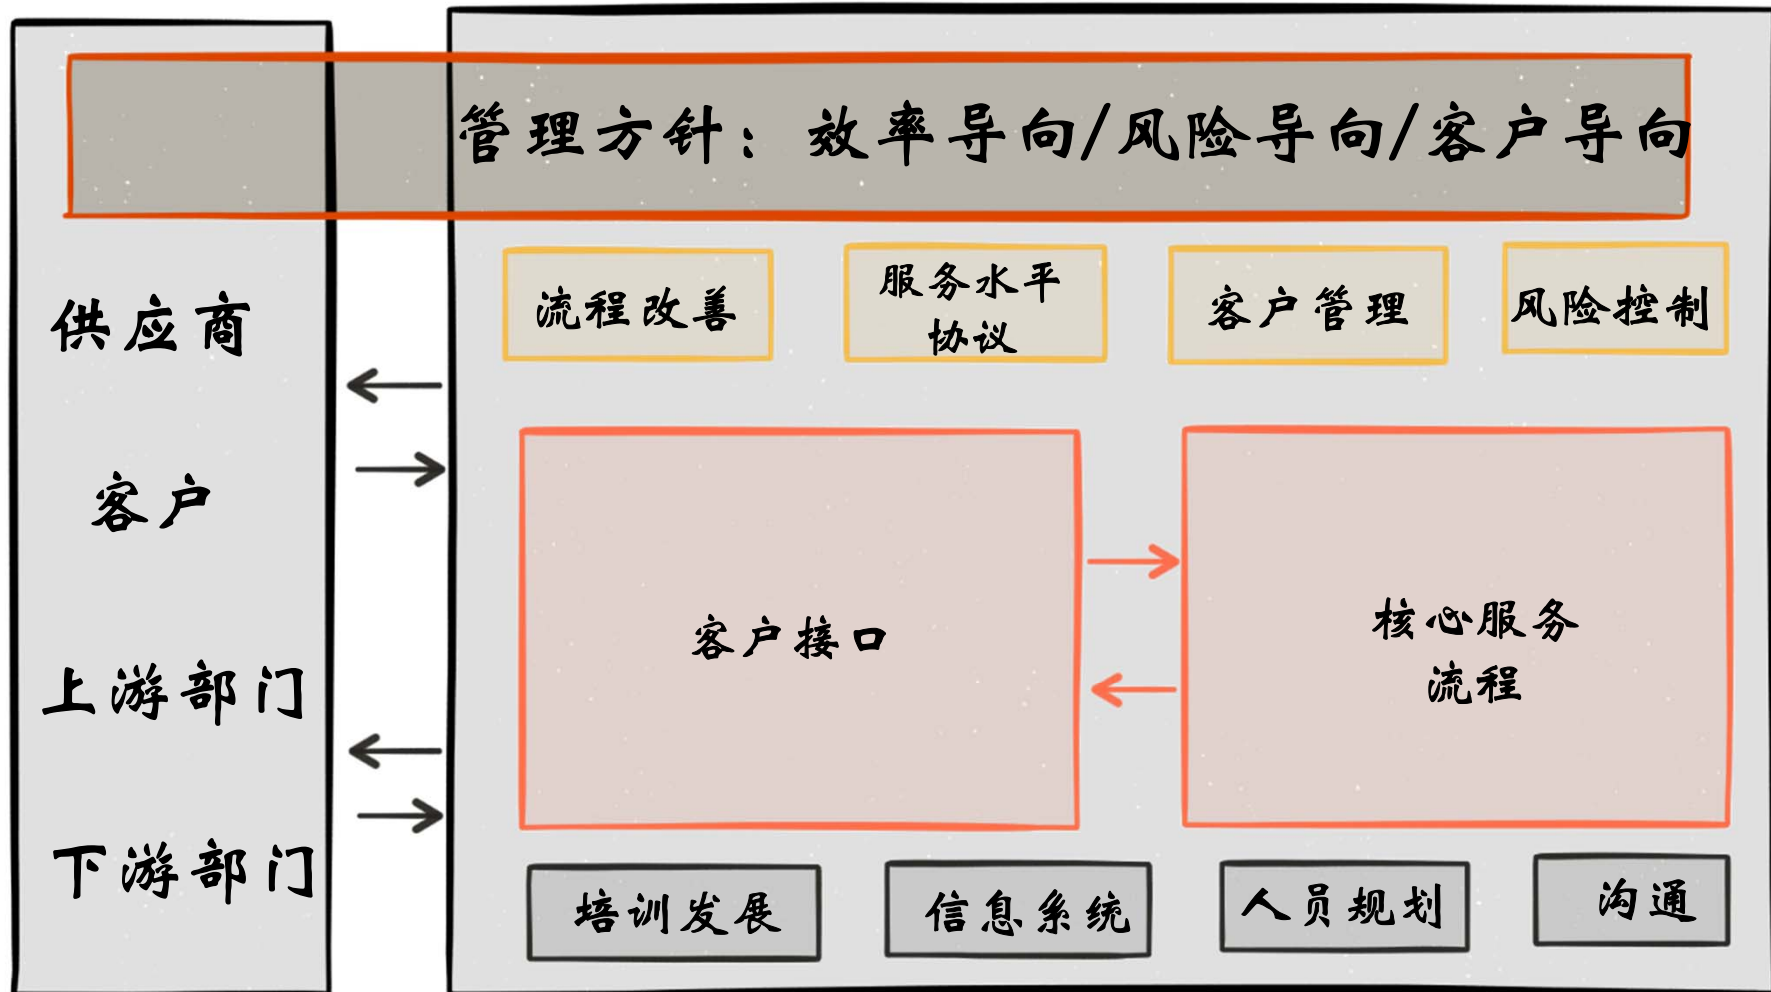 管理方针：效率导向/风险导向/客户导向
供应商
客户
上游部门
下游部门
流程改善
服务水平
协议
客户管理
风险控制
客户接口
核心服务
流程
培训发展
信息系统
人员规划
沟通